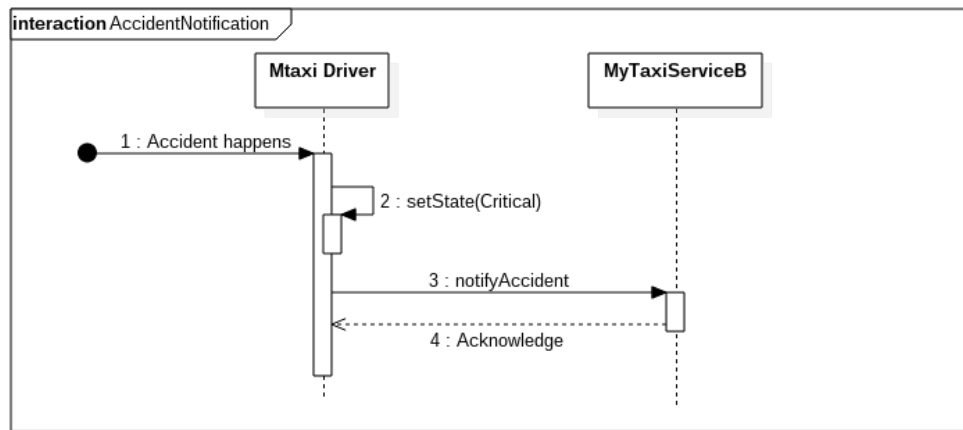 interaction AccidentNotification
Mtaxi Driver
MyTaxiServiceB
1 : Accident happens
2 : setState(Critical)
3 : notifyAccident
4 : Acknowledge